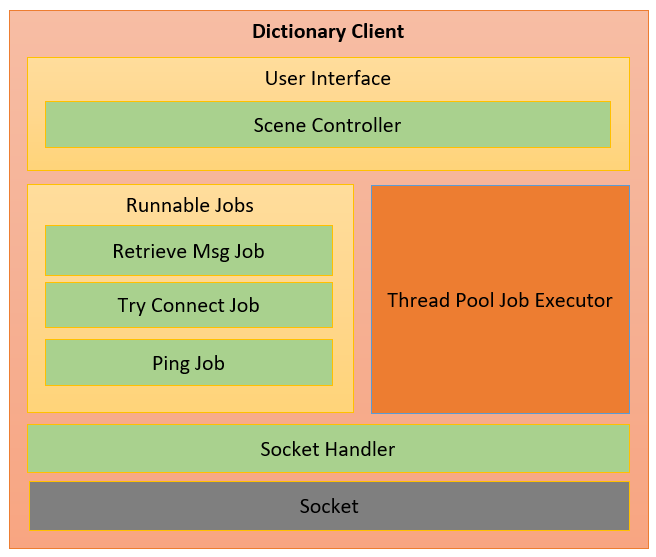 Dictionary Client
User Interface
Scene Controller
Runnable Jobs
Retrieve Msg Job
Try Connect Job
Ping Job
Thread Pool Job Executor
Socket Handler
Socket